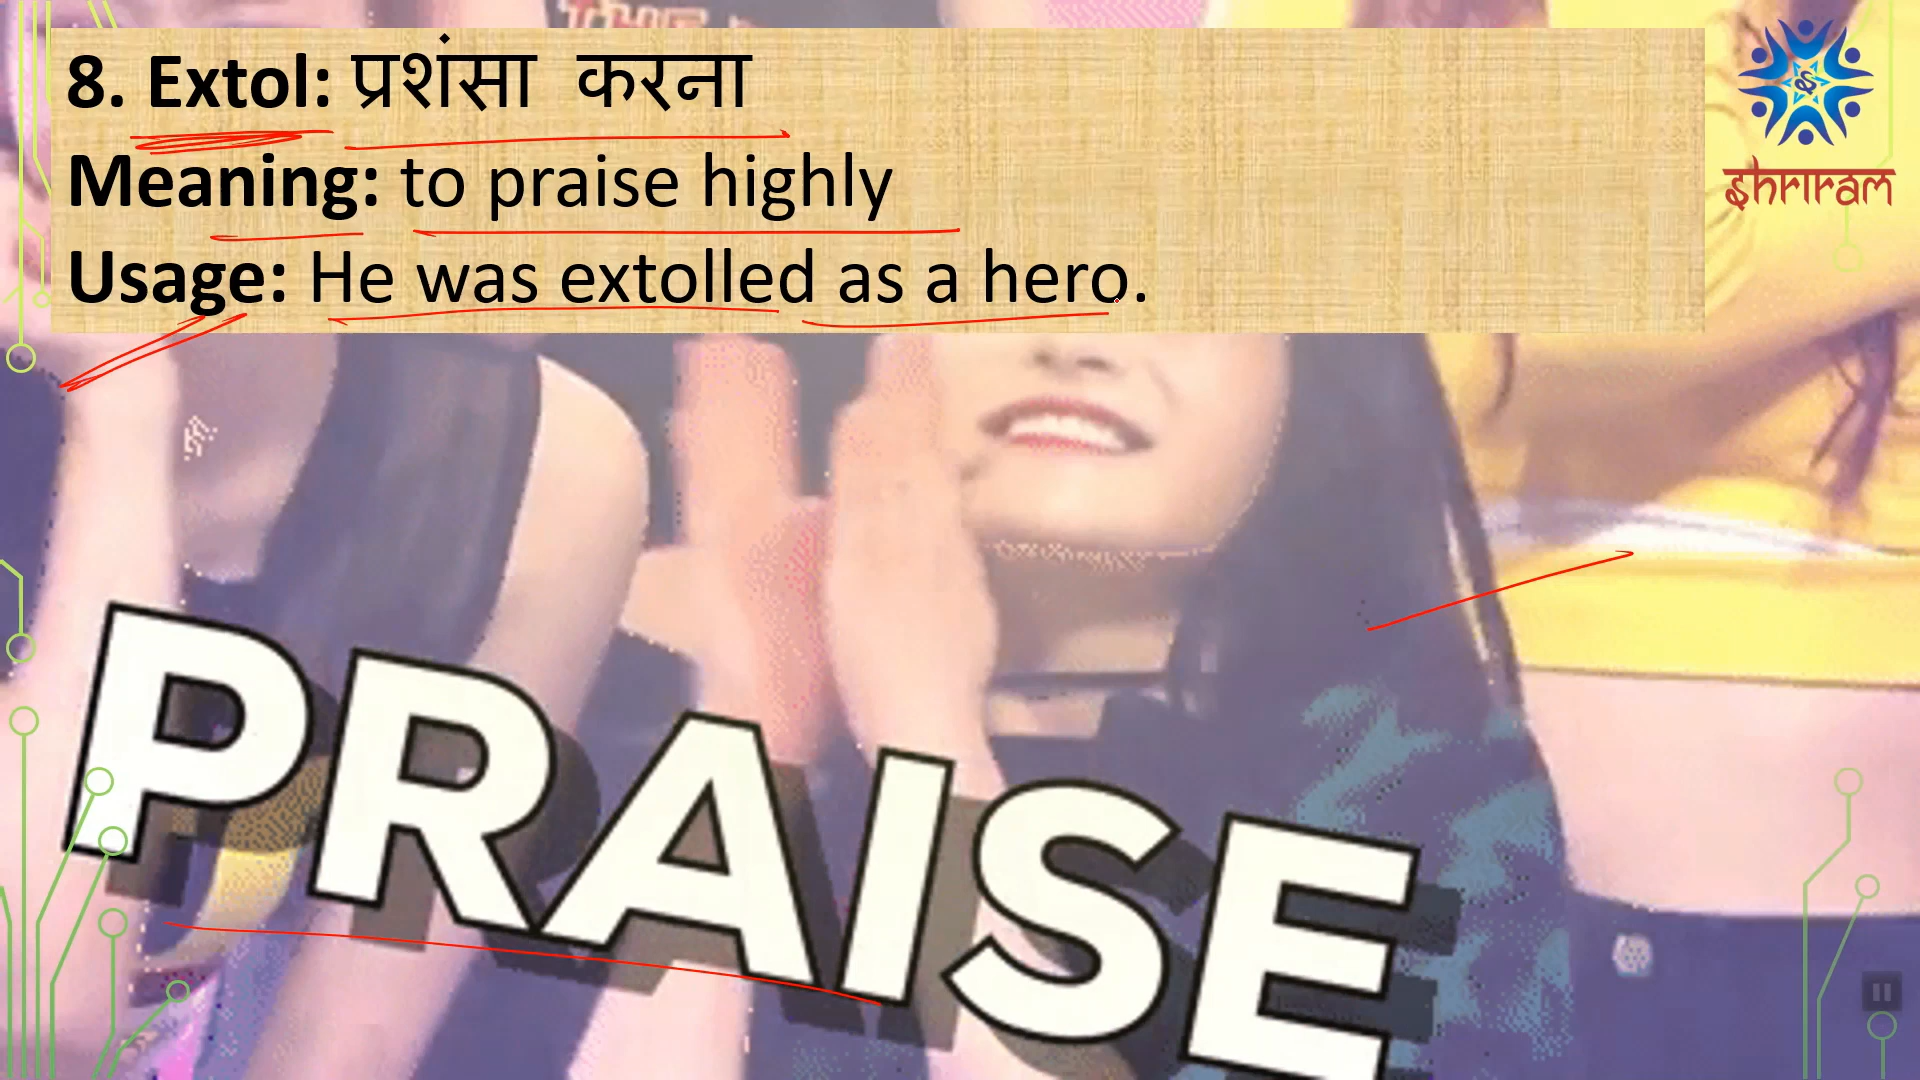 8. Extol: प्रशंसा करना
Meaning: to praise highly
Usage: He was extolled as a hero.
Shriram
PRAISE